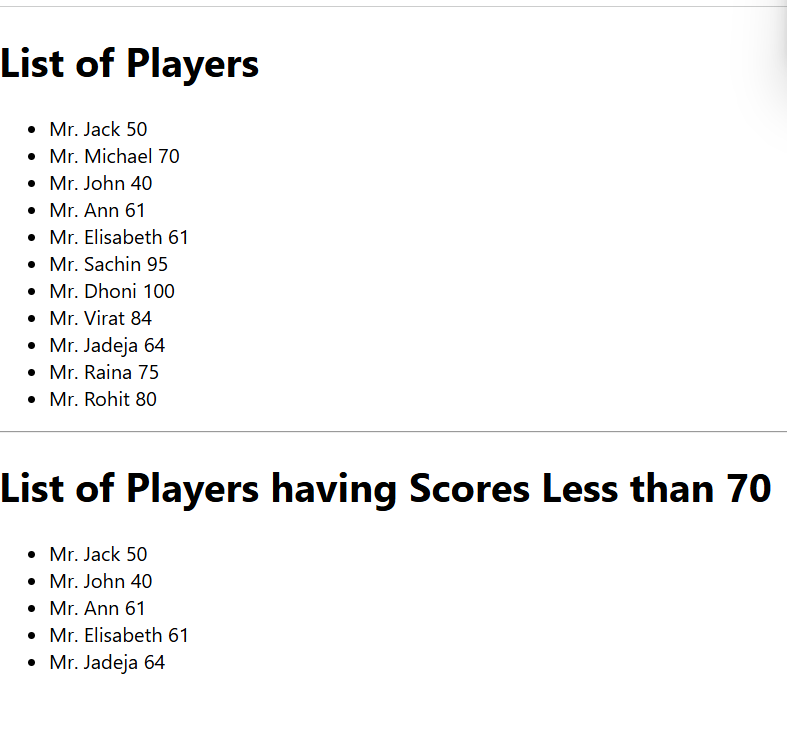 List of Players
Mr. Jack 50
Mr. Michael 70
Mr. John 40
Mr. Ann 61
Mr. Elisabeth 61
Mr. Sachin 95
Mr. Dhoni 100
Mr. Virat 84
Mr. Jadeja 64
Mr. Raina 75
Mr. Rohit 80
List of Players having Scores Less than 70
Mr. Jack 50
Mr. John 40
Mr. Ann 61
Mr. Elisabeth 61
Mr. Jadeja 64